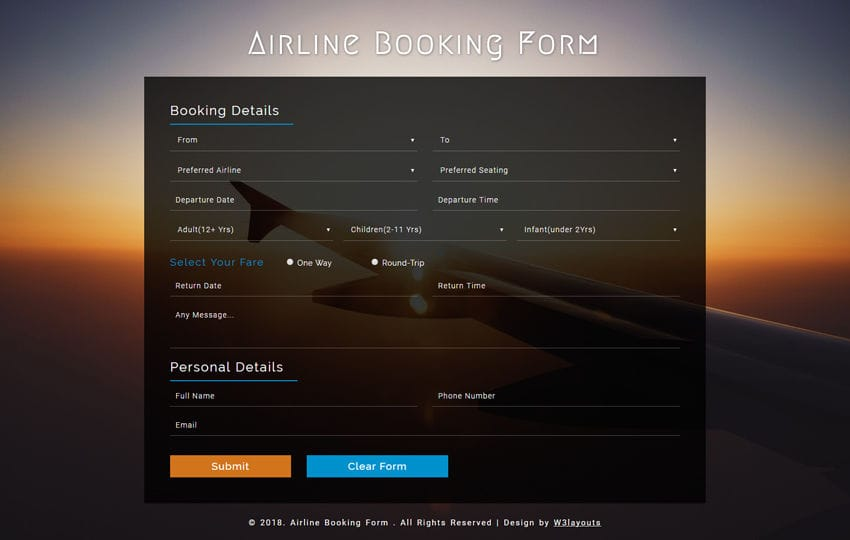 Airline Booking Form
Booking Details
From To
Preferred Airline Preferred Seating
Departure Date Departure Time
Adult(12+ Yrs) Children(2-11 Yrs) Infant(under 2Yrs)
Select Your Fare One Way Round-Trip
Return Date Return Time
Any Message...
Personal Details
Full Name Phone Number
Email
Submit Clear Form
© 2018. Airline Booking Form . All Rights Reserved | Design by W3layouts